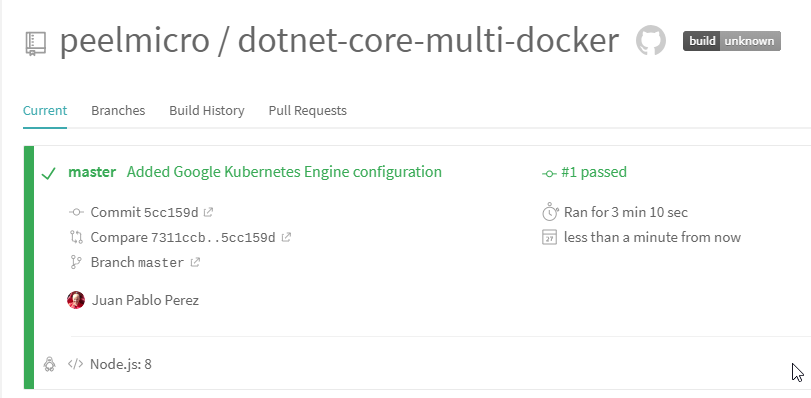 peelmicro / dotnet-core-multi-docker build unknown
Current Branches Build History Pull Requests
master Added Google Kubernetes Engine configuration
#1 passed
Commit 5cc159d
Ran for 3 min 10 sec
Compare 7311ccb..5cc159d
less than a minute from now
27
Branch master
Juan Pablo Perez
</> Node.js: 8